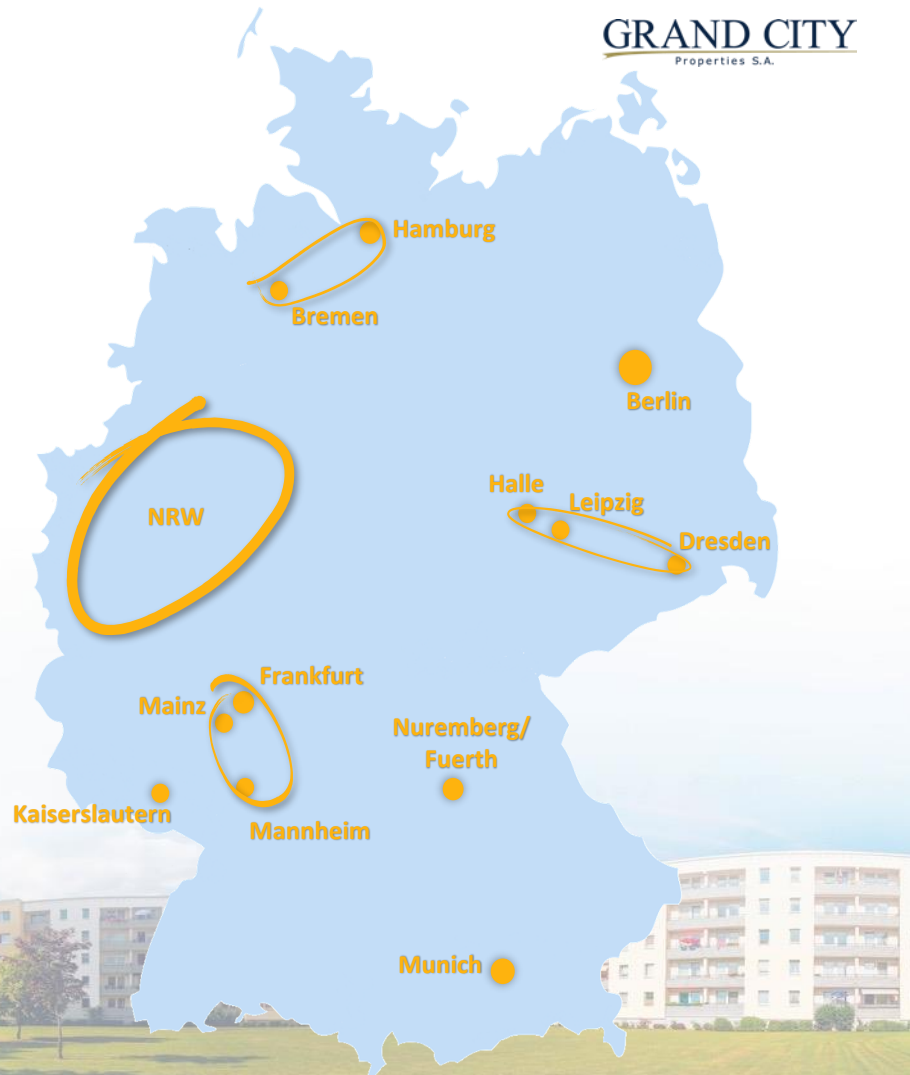 GRAND CITY
Properties S.A.
Hamburg
Bremen
Berlin
NRW
Halle
Leipzig
Dresden
Frankfurt
Mainz
Nuremberg/
Fuerth
Kaiserslautern
Mannheim
Munich